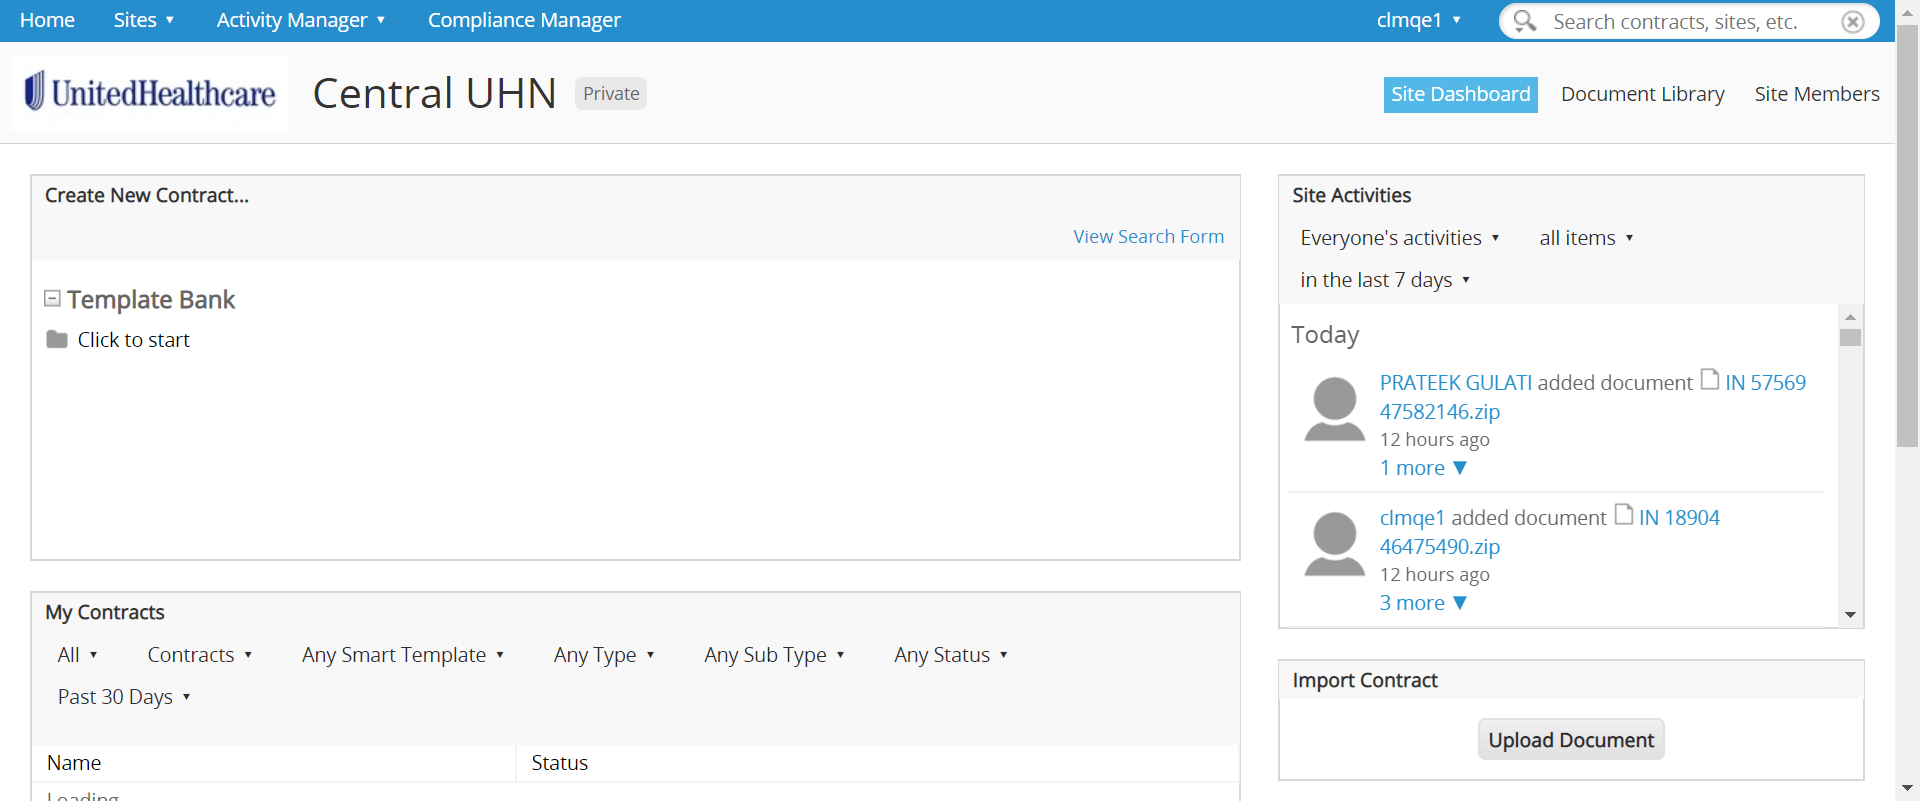 Home Sites Activity Manager Compliance Manager clmqe1 Search contracts, sites, etc.
UnitedHealthcare Central UHN Private Site Dashboard Document Library Site Members
Create New Contract...
View Search Form
Template Bank
Click to start
My Contracts
All Contracts Any Smart Template Any Type Any Sub Type Any Status
Past 30 Days
Name Status
Loading
Site Activities
Everyone's activities all items
in the last 7 days
Today
PRATEEK GULATI added document IN 57569
47582146.zip
12 hours ago
1 more
clmqe1 added document IN 18904
46475490.zip
12 hours ago
3 more
Import Contract
Upload Document